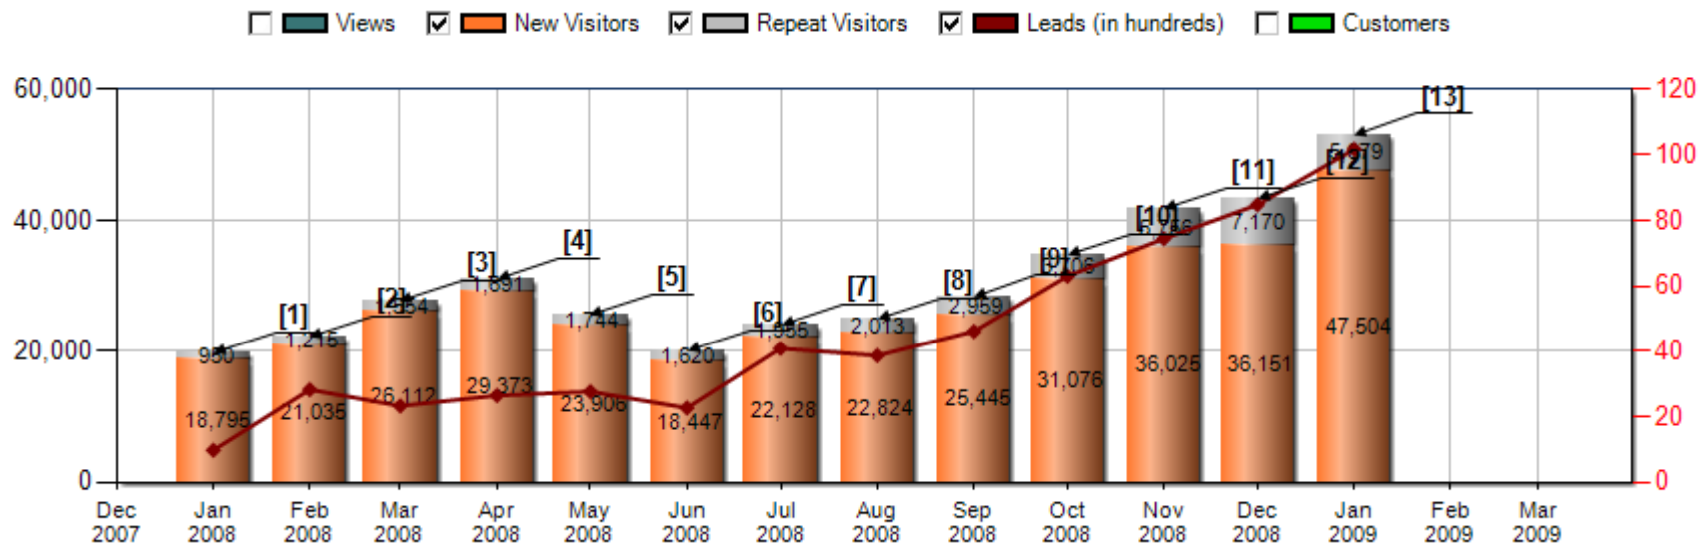 Views New Visitors Repeat Visitors Leads (in hundreds) Customers
60,000 120
[13]
100
[11] [12]
[10] 7,170
40,000 80
[3] [4] [9]
[5] 60
[1] [2] [6] [7] [8]
1,891
1,744 2,959 47,504
950 1,215 1,620 2,013
20,000 40
36,025 36,151
31,076
26,112 29,373 25,445
18,795 21,035 23,906 18,447 22,128 22,824
20
0 0
Dec Jan Feb Mar Apr May Jun Jul Aug Sep Oct Nov Dec Jan Feb Mar
2007 2008 2008 2008 2008 2008 2008 2008 2008 2008 2008 2008 2008 2009 2009 2009